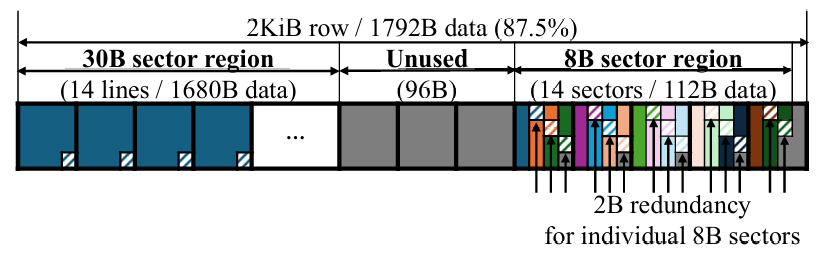 2KiB row / 1792B data (87.5%)
30B sector region
Unused
8B sector region
(14 lines / 1680B data)
(96B)
(14 sectors / 112B data)
...
2B redundancy
for individual 8B sectors